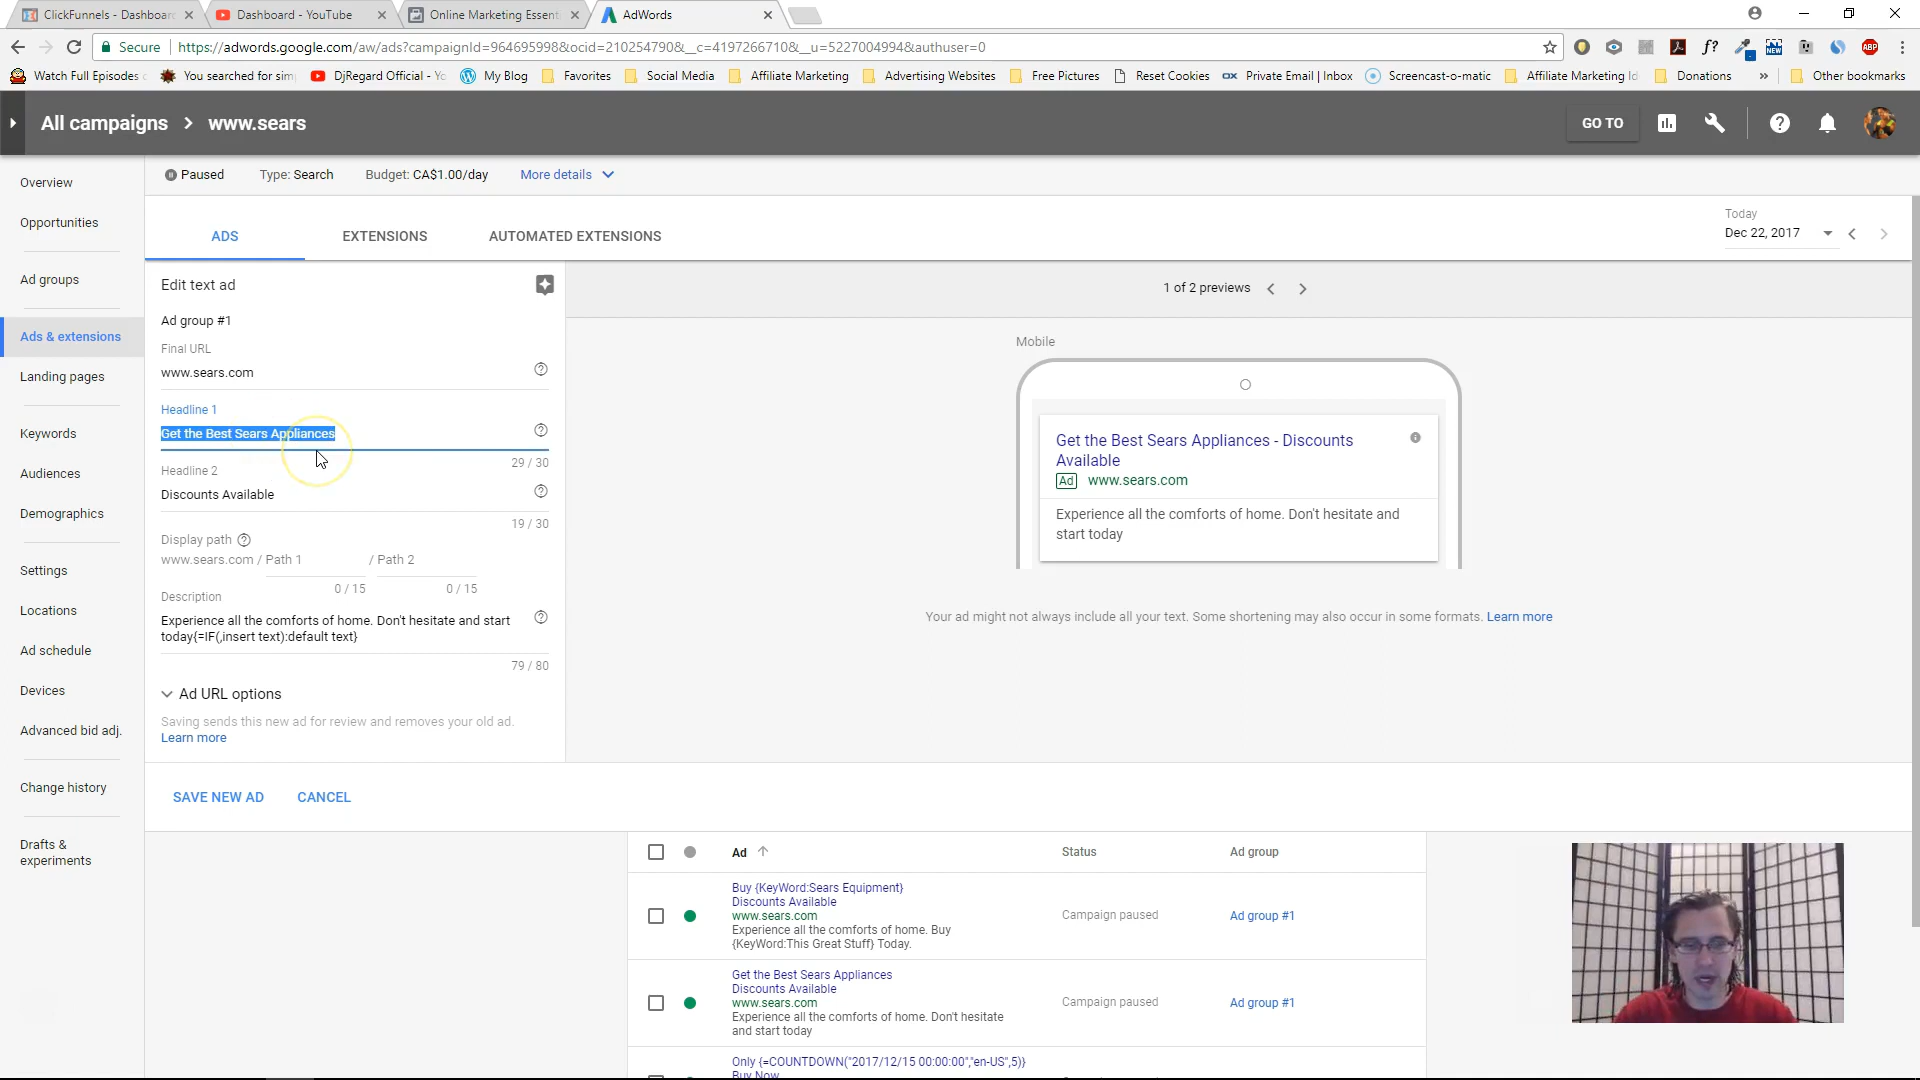 ClickFunnels - Dashboard
Dashboard - YouTube
Online Marketing Essent
AdWords
Secure
https://adwords.google.com/aw/ads?campaignId=964695998&ocid=210254790&__c=4197266710&__u=5227004994&authuser=0
Watch Full Episodes
You searched for sim
DjRegard Official - Yo
My Blog
Favorites
Social Media
Affiliate Marketing
Advertising Websites
Free Pictures
Reset Cookies
Private Email | Inbox
Screencast-o-matic
Affiliate Marketing Id
Donations
»
Other bookmarks
All campaigns > www.sears
GO TO
Paused
Type: Search
Budget: CA$1.00/day
More details
Overview
Opportunities
Ad groups
Ads & extensions
Landing pages
Keywords
Audiences
Demographics
Settings
Locations
Ad schedule
Devices
Advanced bid adj.
Change history
Drafts &
experiments
ADS
EXTENSIONS
AUTOMATED EXTENSIONS
Today
Dec 22, 2017
Edit text ad
Ad group #1
Final URL
www.sears.com
Headline 1
Get the Best Sears Appliances
29 / 30
Headline 2
Discounts Available
19 / 30
Display path
www.sears.com / Path 1 / Path 2
0 / 15
0 / 15
Description
Experience all the comforts of home. Don't hesitate and start
today{=IF(,insert text):default text}
79 / 80
Ad URL options
Saving sends this new ad for review and removes your old ad.
Learn more
SAVE NEW AD
CANCEL
1 of 2 previews
Mobile
Get the Best Sears Appliances - Discounts
Available
Ad www.sears.com
Experience all the comforts of home. Don't hesitate and
start today
Your ad might not always include all your text. Some shortening may also occur in some formats. Learn more
Ad
Status
Ad group
Buy {KeyWord:Sears Equipment}
Discounts Available
www.sears.com
Experience all the comforts of home. Buy
{KeyWord:This Great Stuff} Today.
Campaign paused
Ad group #1
Get the Best Sears Appliances
Discounts Available
www.sears.com
Experience all the comforts of home. Don't hesitate
and start today
Campaign paused
Ad group #1
Only {=COUNTDOWN("2017/12/15 00:00:00","en-US",5)}
Buy Now